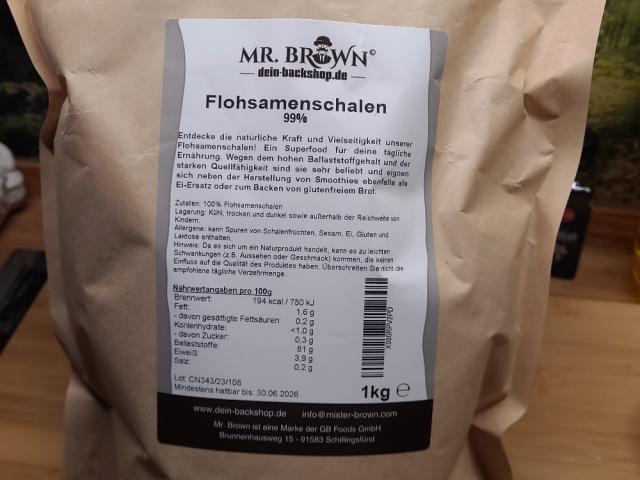 MR. BROWN©
dein-backshop.de
Flohsamenschalen
99%
Entdecke die natürliche Kraft und Vielseitigkeit unserer
Flohsamenschalen! Ein Superfood für deine tägliche
Ernährung. Wegen dem hohen Ballaststoffgehalt und der
starken Quellfähigkeit sind sie sehr beliebt und eignen
sich neben der Herstellung von Smoothies ebenfalls als
Ei-Ersatz oder zum Backen von glutenfreiem Brot.
Zutaten: 100% Flohsamenschalen
Lagerung: Kühl, trocken und dunkel sowie außerhalb der Reichweite von
Kindern.
Allergene: kann Spuren von Schalenfrüchten, Sesam, Ei, Gluten und
Laktose enthalten.
Hinweis: Da es sich um ein Naturprodukt handelt, kann es zu leichten
Schwankungen (z.B. Aussehen oder Geschmack) kommen, die keinen
Einfluss auf die Qualität des Produktes haben. Überschreiten Sie nicht die
empfohlene tägliche Verzehrmenge.
Nährwertangaben pro 100g
Brennwert: 194 kcal / 780 kJ
Fett: 1,6 g
- davon gesättigte Fettsäuren: 0,2 g
Kohlenhydrate: <1,0 g
- davon Zucker: 0,3 g
Ballaststoffe: 81 g
Eiweiß: 3,9 g
Salz: 0,2 g
Lot: CN343/23/108
Mindestens haltbar bis: 30.06.2026
1kg ℮
www.dein-backshop.de info@mister-brown.com
Mr. Brown ist eine Marke der GB Foods GmbH
Brunnenhausweg 15 - 91583 Schillingsfürst